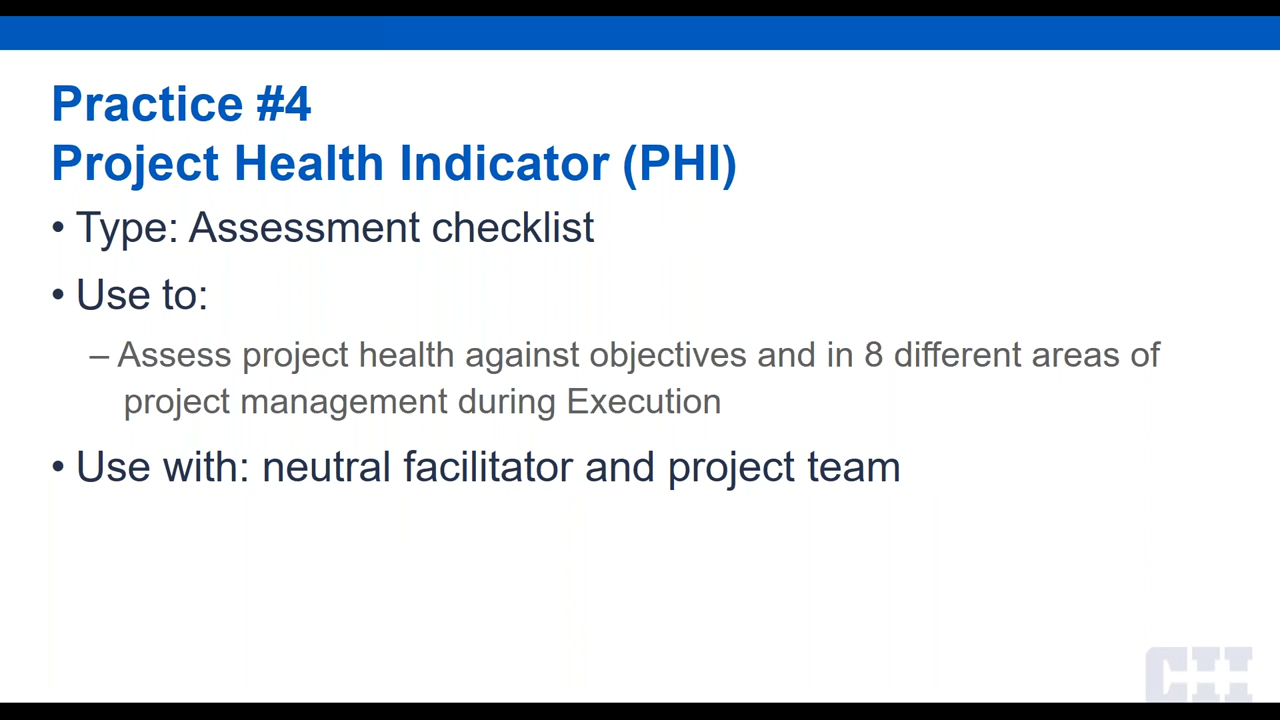 Practice #4
Project Health Indicator (PHI)
• Type: Assessment checklist
• Use to:
– Assess project health against objectives and in 8 different areas of
project management during Execution
• Use with: neutral facilitator and project team
CII